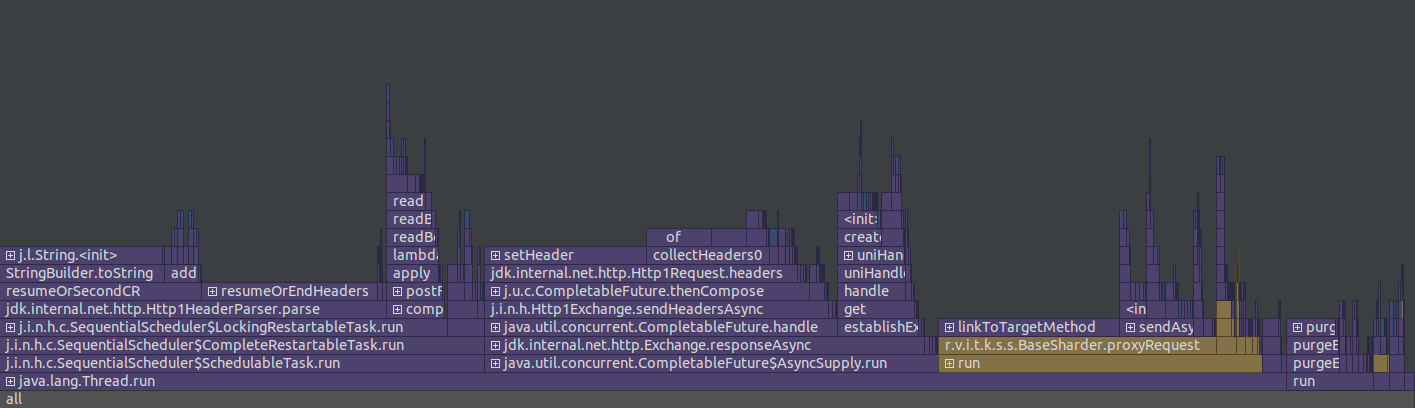 read
readB
<init>
of
readBe
creat
j.l.String.<init>
lambda
setHeader
collectHeaders0
uniHan
StringBuilder.toString
add
apply
jdk.internal.net.http.Http1Request.headers
uniHandl
resumeOrSecondCR
resumeOrEndHeaders
postF
j.u.c.CompletableFuture.thenCompose
handle
jdk.internal.net.http.Http1HeaderParser.parse
comp
j.i.n.h.Http1Exchange.sendHeadersAsync
get
<in
j.i.n.h.c.SequentialScheduler$LockingRestartableTask.run
java.util.concurrent.CompletableFuture.handle
establishEx
linkToTargetMethod
sendAsy
purg
j.i.n.h.c.SequentialScheduler$CompleteRestartableTask.run
jdk.internal.net.http.Exchange.responseAsync
r.v.i.t.k.s.s.BaseSharder.proxyRequest
purgeE
j.i.n.h.c.SequentialScheduler$SchedulableTask.run
java.util.concurrent.CompletableFuture$AsyncSupply.run
run
purgeE
java.lang.Thread.run
run
all